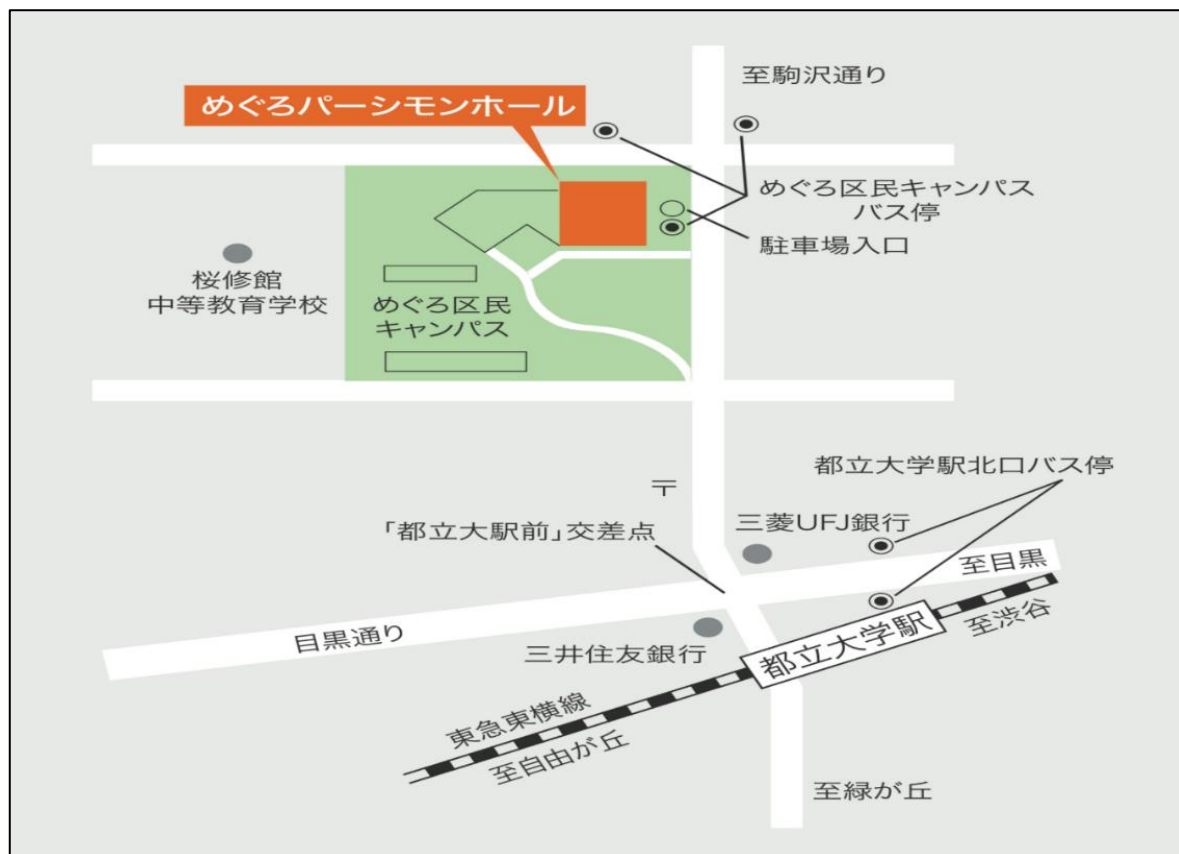 至駒沢通り
めぐろパーシモンホール
めぐろ区民キャンパス
バス停
駐車場入口
桜修館
中等教育学校
めぐろ区民
キャンパス
都立大学駅北口バス停
〒
三菱UFJ銀行
「都立大駅前」交差点
至目黒
目黒通り
至渋谷
三井住友銀行
都立大学駅
東急東横線
至自由が丘
至緑が丘